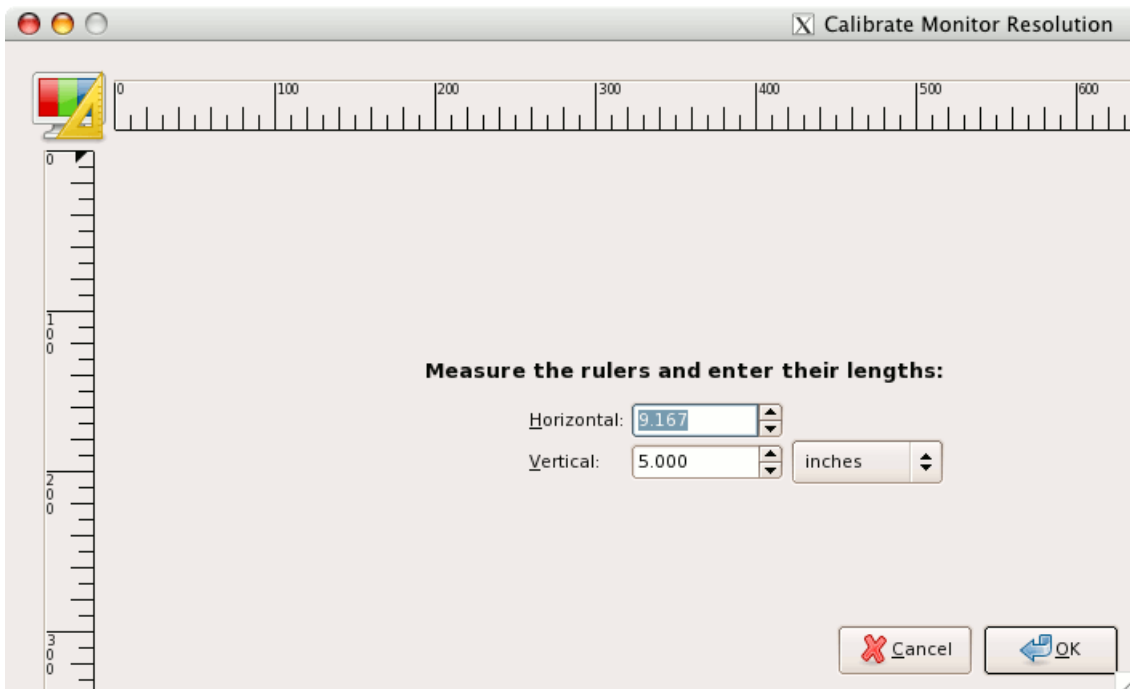 Calibrate Monitor Resolution
0 100 200 300 400 500 600
0
100
200
300
Measure the rulers and enter their lengths:
Horizontal: 9.167
Vertical: 5.000 inches
Cancel OK